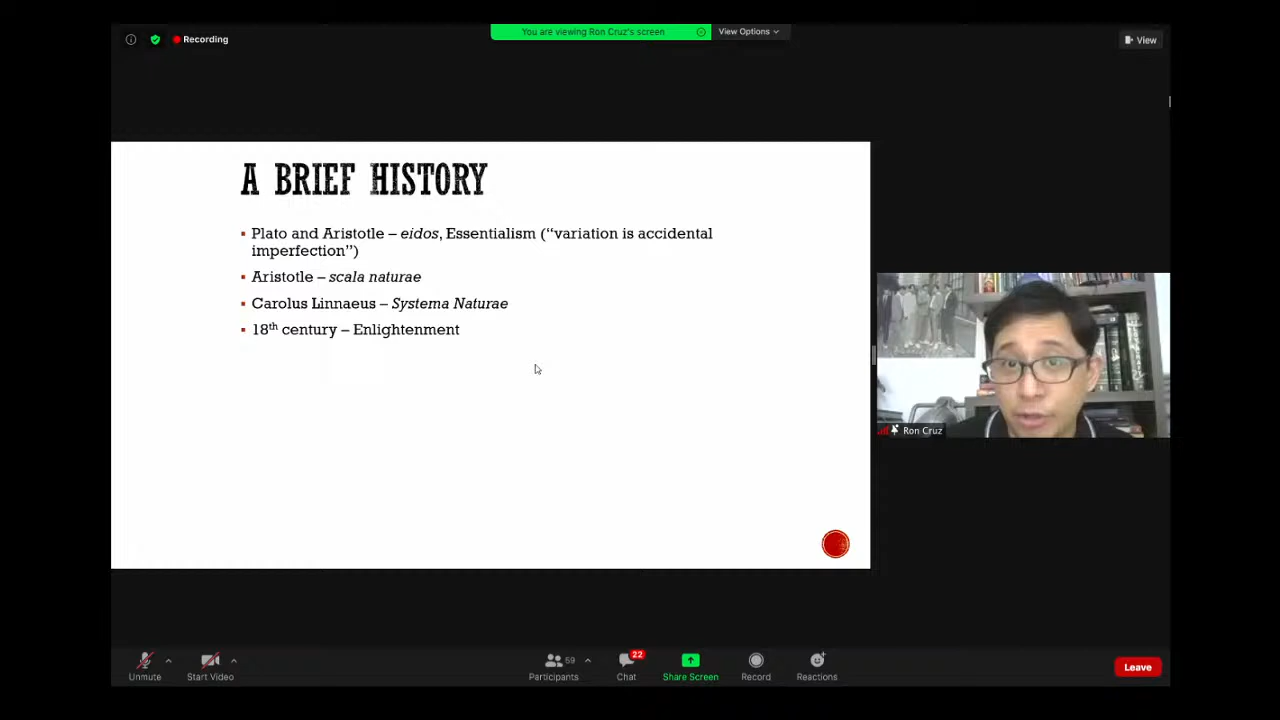 Recording
You are viewing Ron Cruz's screen
View Options
View
A BRIEF HISTORY
▪ Plato and Aristotle – eidos, Essentialism (“variation is accidental
imperfection”)
▪ Aristotle – scala naturae
▪ Carolus Linnaeus – Systema Naturae
▪ 18th century – Enlightenment
Ron Cruz
Unmute
Start Video
59
Participants
22
Chat
Share Screen
Record
Reactions
Leave